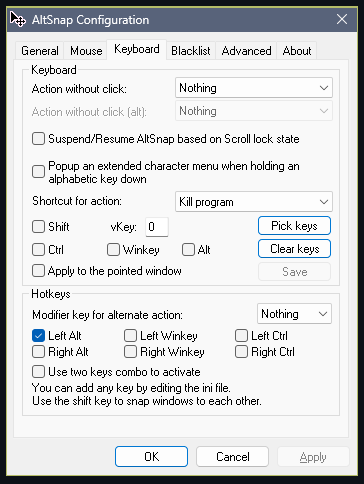 AltSnap Configuration
General Mouse Keyboard Blacklist Advanced About
Keyboard
Action without click: Nothing
Action without click (alt): Nothing
Suspend/Resume AltSnap based on Scroll lock state
Popup an extended character menu when holding an
alphabetic key down
Shortcut for action: Kill program
Shift vKey: 0 Pick keys
Ctrl Winkey Alt Clear keys
Apply to the pointed window Save
Hotkeys
Modifier key for alternate action: Nothing
Left Alt Left Winkey Left Ctrl
Right Alt Right Winkey Right Ctrl
Use two keys combo to activate
You can add any key by editing the ini file.
Use the shift key to snap windows to each other.
OK Cancel Apply